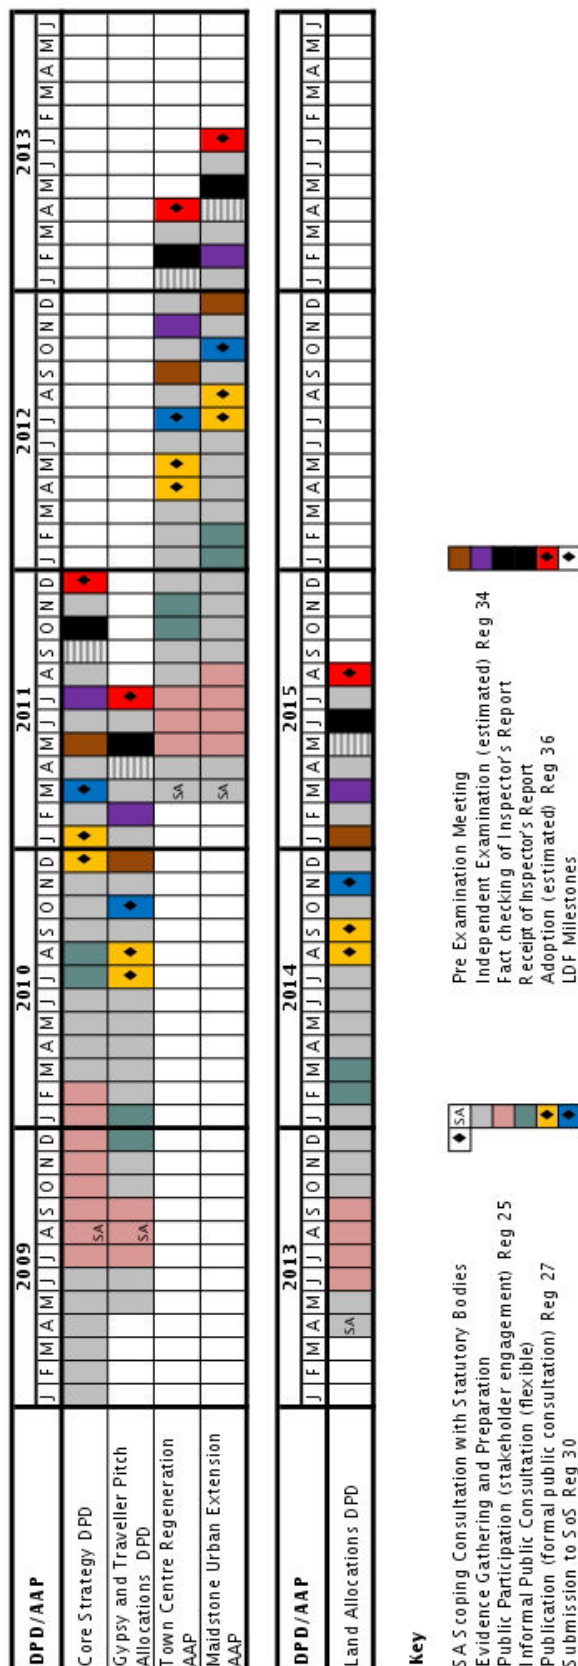 DPD/AAP 2009 2010 2011 2012 2013
J F M A M J J A S O N D J F M A M J J A S O N D J F M A M J J A S O N D J F M A M J J A S O N D J F M A M J J F M A M J
Core Strategy DPD SA
Gypsy and Traveller Pitch
Allocations DPD SA
Town Centre Regeneration
AAP SA
Maidstone Urban Extension
AAP SA
DPD/AAP 2013 2014 2015
J F M A M J J A S O N D J F M A M J J A S O N D J F M A M J J A S O N D J F M A M J J A S O N D J F M A M J J F M A M J
Land Allocations DPD SA
Key
SA Scoping Consultation with Statutory Bodies SA
Evidence Gathering and Preparation
Public Participation (stakeholder engagement) Reg 25
Informal Public Consultation (flexible)
Publication (formal public consultation) Reg 27
Submission to SoS Reg 30
Pre Examination Meeting
Independent Examination (estimated) Reg 34
Fact checking of Inspector's Report
Receipt of Inspector's Report
Adoption (estimated) Reg 36
LDF Milestones